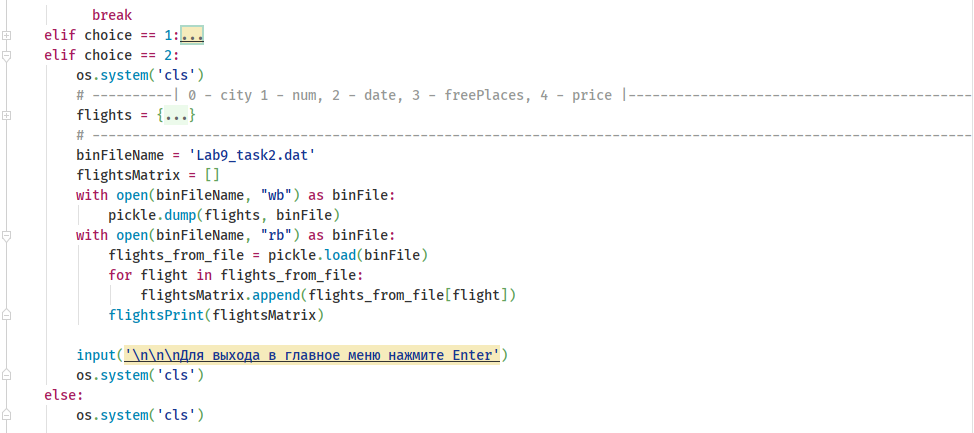 break
elif choice == 1:...
elif choice == 2:
os.system('cls')
# ----------| 0 - city 1 - num, 2 - date, 3 - freePlaces, 4 - price |-------------------------------------------
flights = {...}
# --------------------------------------------------------------------------------------------------------------
binFileName = 'Lab9_task2.dat'
flightsMatrix = []
with open(binFileName, "wb") as binFile:
pickle.dump(flights, binFile)
with open(binFileName, "rb") as binFile:
flights_from_file = pickle.load(binFile)
for flight in flights_from_file:
flightsMatrix.append(flights_from_file[flight])
flightsPrint(flightsMatrix)
input('\n\n\nДля выхода в главное меню нажмите Enter')
os.system('cls')
else:
os.system('cls')